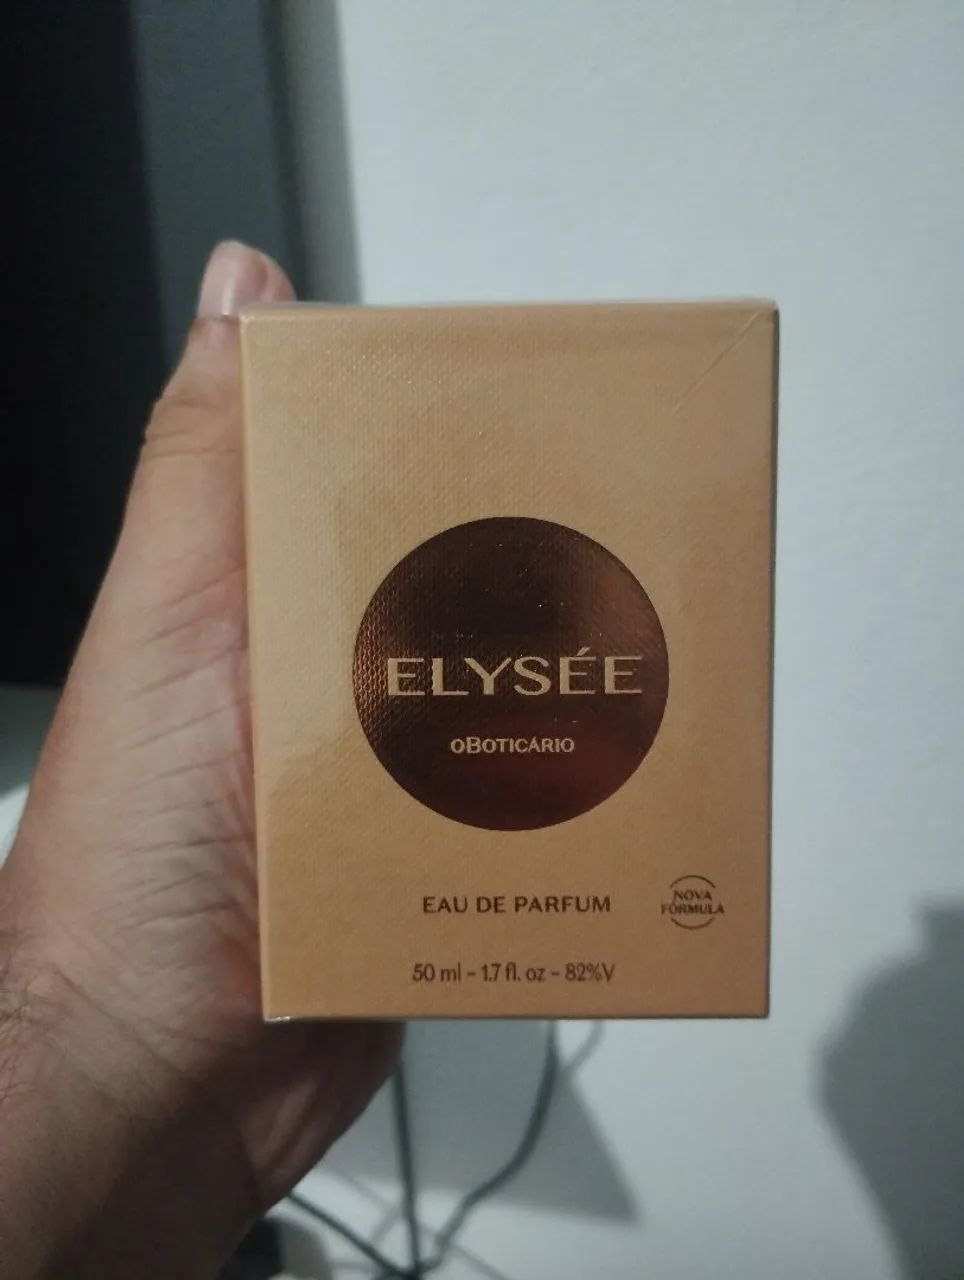 ELYSÉE
oBOTICÁRIO
EAU DE PARFUM
NOVA
FÓRMULA
50 ml - 1.7 fl. oz - 82%V